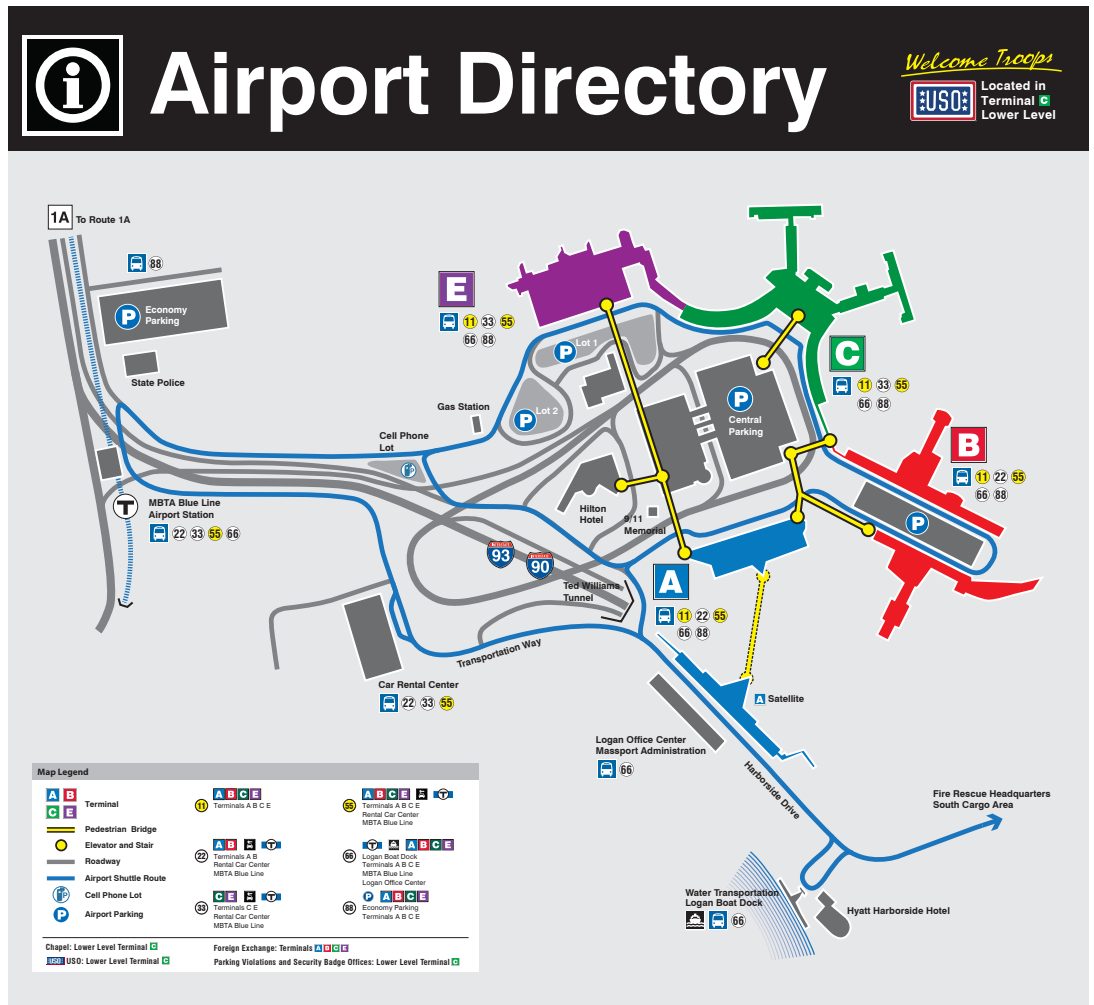 Airport Directory
Welcome Troops
USO
Located in
Terminal C
Lower Level
1A To Route 1A
88
P Economy
Parking
State Police
E
11 33 55
66 88
P Lot 1
P Lot 2
Gas Station
Cell Phone
Lot
C
11 33 55
66 88
P
Central
Parking
B
11 22 55
66 88
P
T
MBTA Blue Line
Airport Station
22 33 55 66
Hilton
Hotel
9/11
Memorial
93
90
Ted Williams
Tunnel
A
11 22 55
66 88
Transportation Way
Car Rental Center
22 33 55
A Satellite
Logan Office Center
Massport Administration
66
Harborside Drive
Fire Rescue Headquarters
South Cargo Area
Water Transportation
Logan Boat Dock
66
Hyatt Harborside Hotel
Map Legend
A B
C E
Terminal
Pedestrian Bridge
Elevator and Stair
Roadway
Airport Shuttle Route
Cell Phone Lot
P Airport Parking
A B C E
11 Terminals A B C E
A B T
22 Terminals A B
Rental Car Center
MBTA Blue Line
C E T
33 Terminals C E
Rental Car Center
MBTA Blue Line
A B C E T
55 Terminals A B C E
Rental Car Center
MBTA Blue Line
T A B C E
66 Logan Boat Dock
Terminals A B C E
MBTA Blue Line
Logan Office Center
P A B C E
88 Economy Parking
Terminals A B C E
Chapel: Lower Level Terminal C
USO USO: Lower Level Terminal C
Foreign Exchange: Terminals A B C E
Parking Violations and Security Badge Offices: Lower Level Terminal C